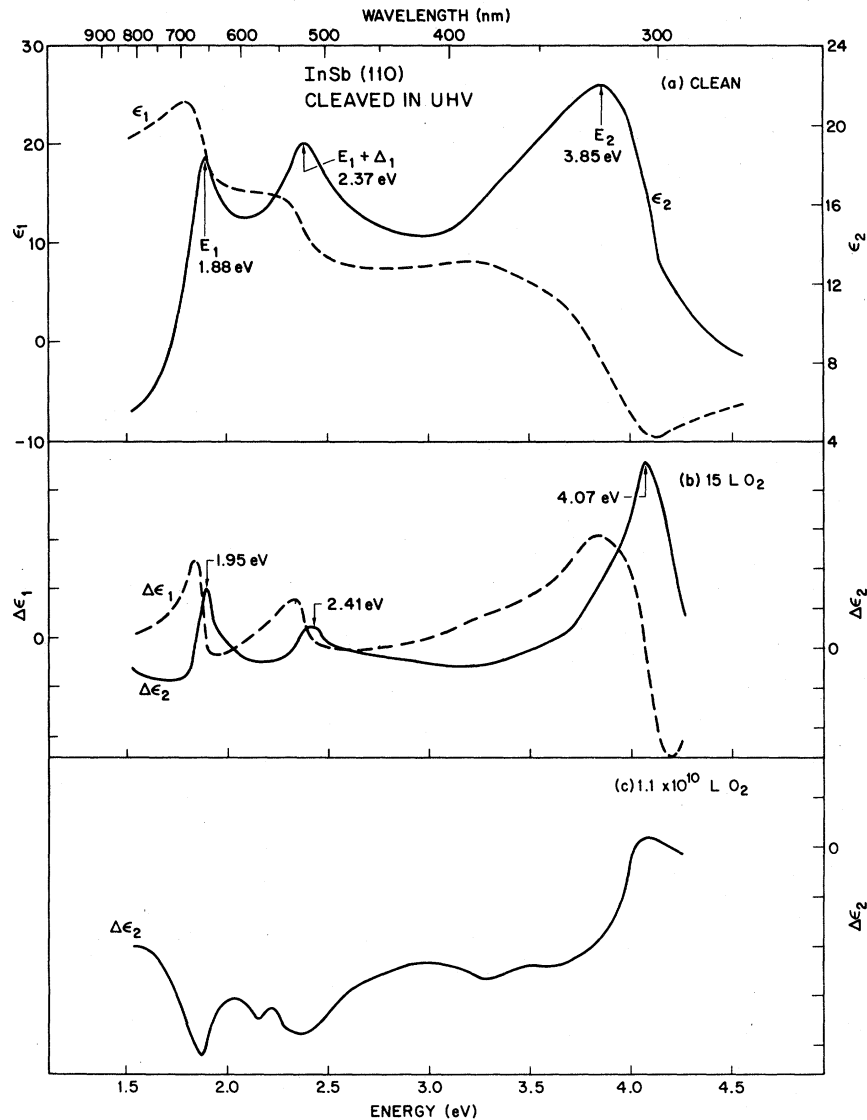 WAVELENGTH (nm)
900 800 700 600 500 400 300
30
20
10
0
-10
ϵ1
24
20
16
12
8
4
ϵ2
InSb (110)
CLEAVED IN UHV
(a) CLEAN
ϵ1
E1
1.88 eV
E1 + Δ1
2.37 eV
E2
3.85 eV
ϵ2
(b) 15 L O2
Δϵ1
0
Δϵ2
0
Δϵ1
Δϵ2
1.95 eV
2.41 eV
4.07 eV
(c) 1.1 x10^10 L O2
Δϵ2
0
Δϵ2
1.5 2.0 2.5 3.0 3.5 4.0 4.5
ENERGY (eV)